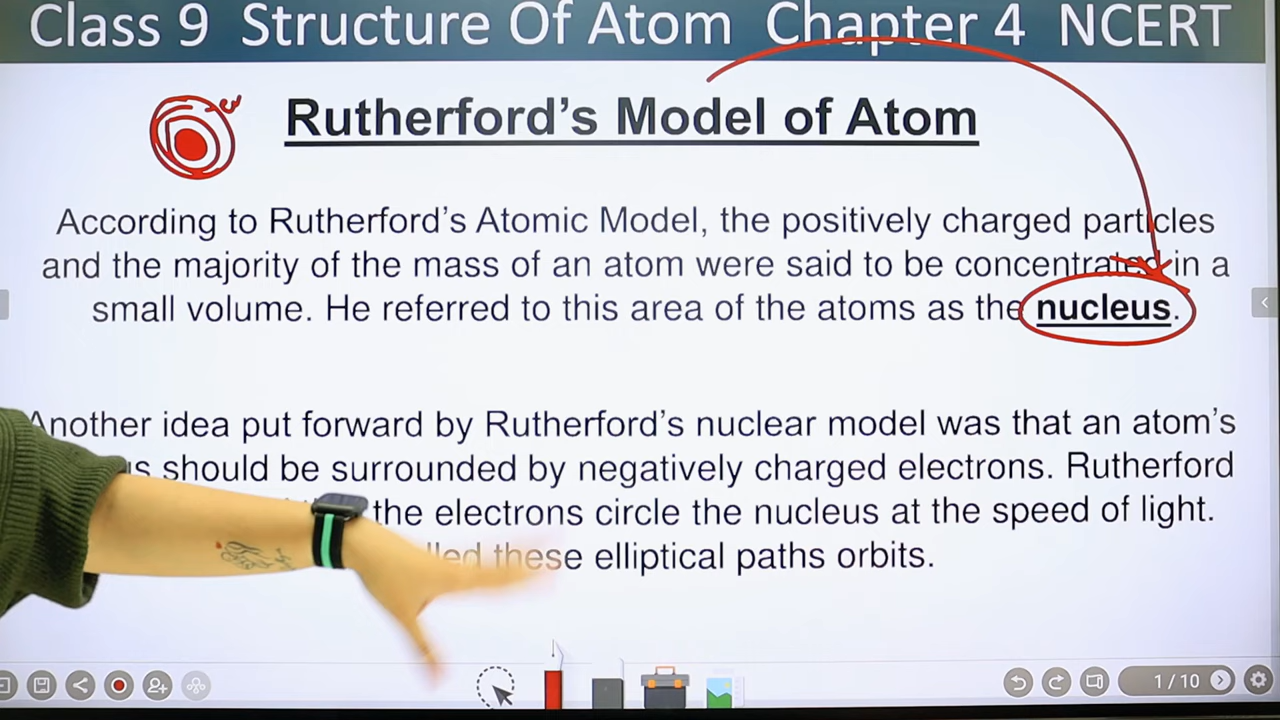 Class 9 Structure Of Atom Chapter 4 NCERT
Rutherford's Model of Atom
According to Rutherford's Atomic Model, the positively charged particles
and the majority of the mass of an atom were said to be concentrated in a
small volume. He referred to this area of the atoms as the nucleus.
Another idea put forward by Rutherford's nuclear model was that an atom's
should be surrounded by negatively charged electrons. Rutherford
the electrons circle the nucleus at the speed of light.
these elliptical paths orbits.
1/10